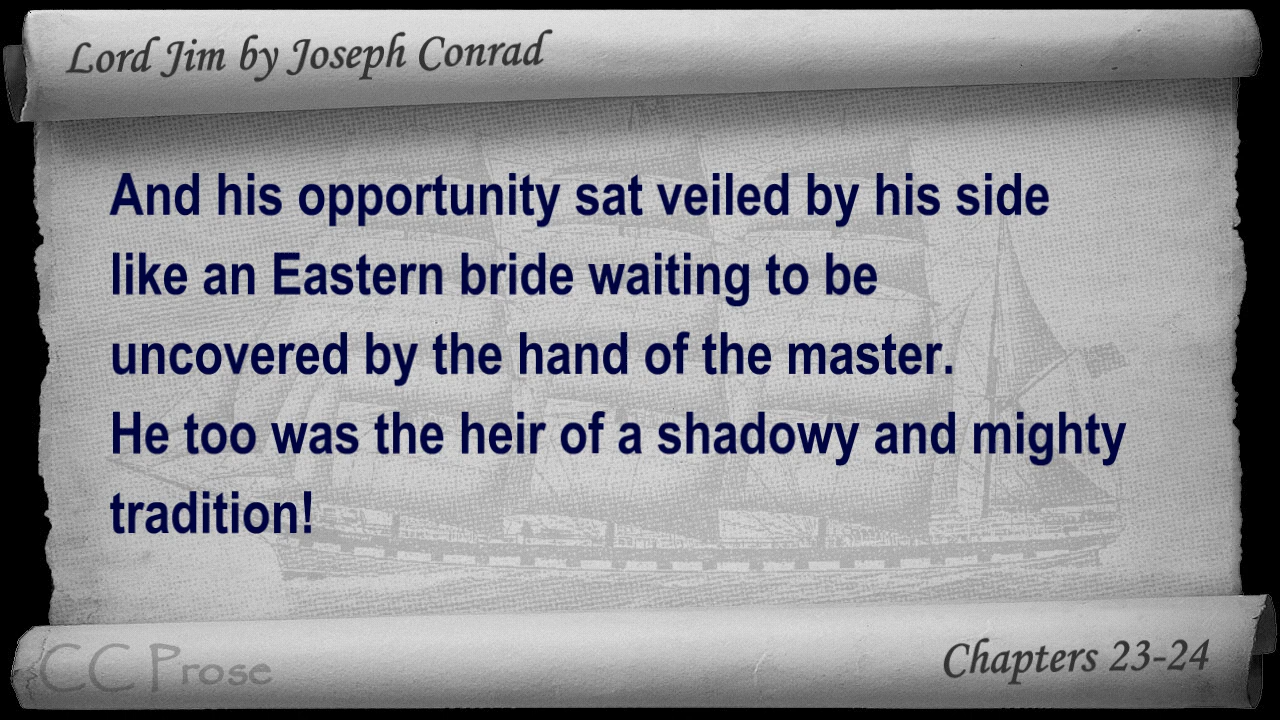 Lord Jim by Joseph Conrad
And his opportunity sat veiled by his side
like an Eastern bride waiting to be
uncovered by the hand of the master.
He too was the heir of a shadowy and mighty
tradition!
CC Prose
Chapters 23-24